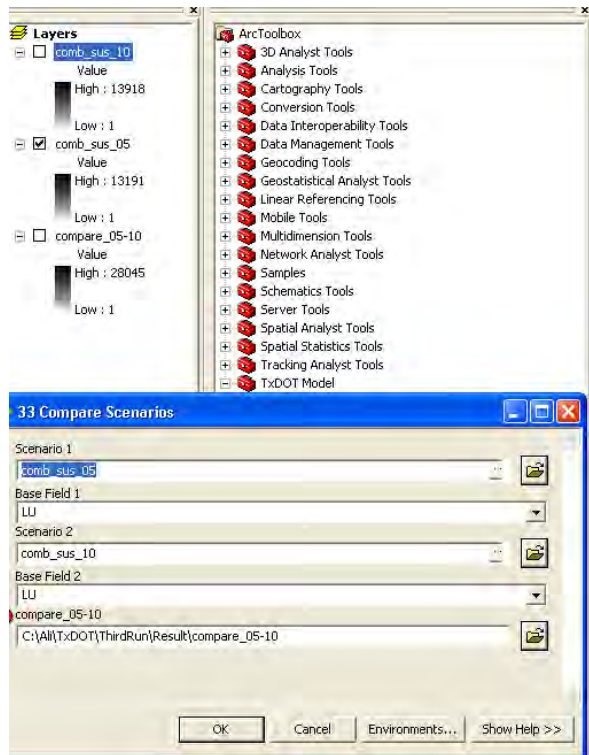 Layers
comb_sus_10
Value
High : 13918
Low : 1
comb_sus_05
Value
High : 13191
Low : 1
compare_05-10
Value
High : 28045
Low : 1
ArcToolbox
3D Analyst Tools
Analysis Tools
Cartography Tools
Conversion Tools
Data Interoperability Tools
Data Management Tools
Geocoding Tools
Geostatistical Analyst Tools
Linear Referencing Tools
Mobile Tools
Multidimension Tools
Network Analyst Tools
Samples
Schematics Tools
Server Tools
Spatial Analyst Tools
Spatial Statistics Tools
Tracking Analyst Tools
TxDOT Model
33 Compare Scenarios
Scenario 1
comb_sus_05
Base Field 1
LU
Scenario 2
comb_sus_10
Base Field 2
LU
compare_05-10
C:\Ali\TxDOT\ThirdRun\Result\compare_05-10
OK Cancel Environments... Show Help >>